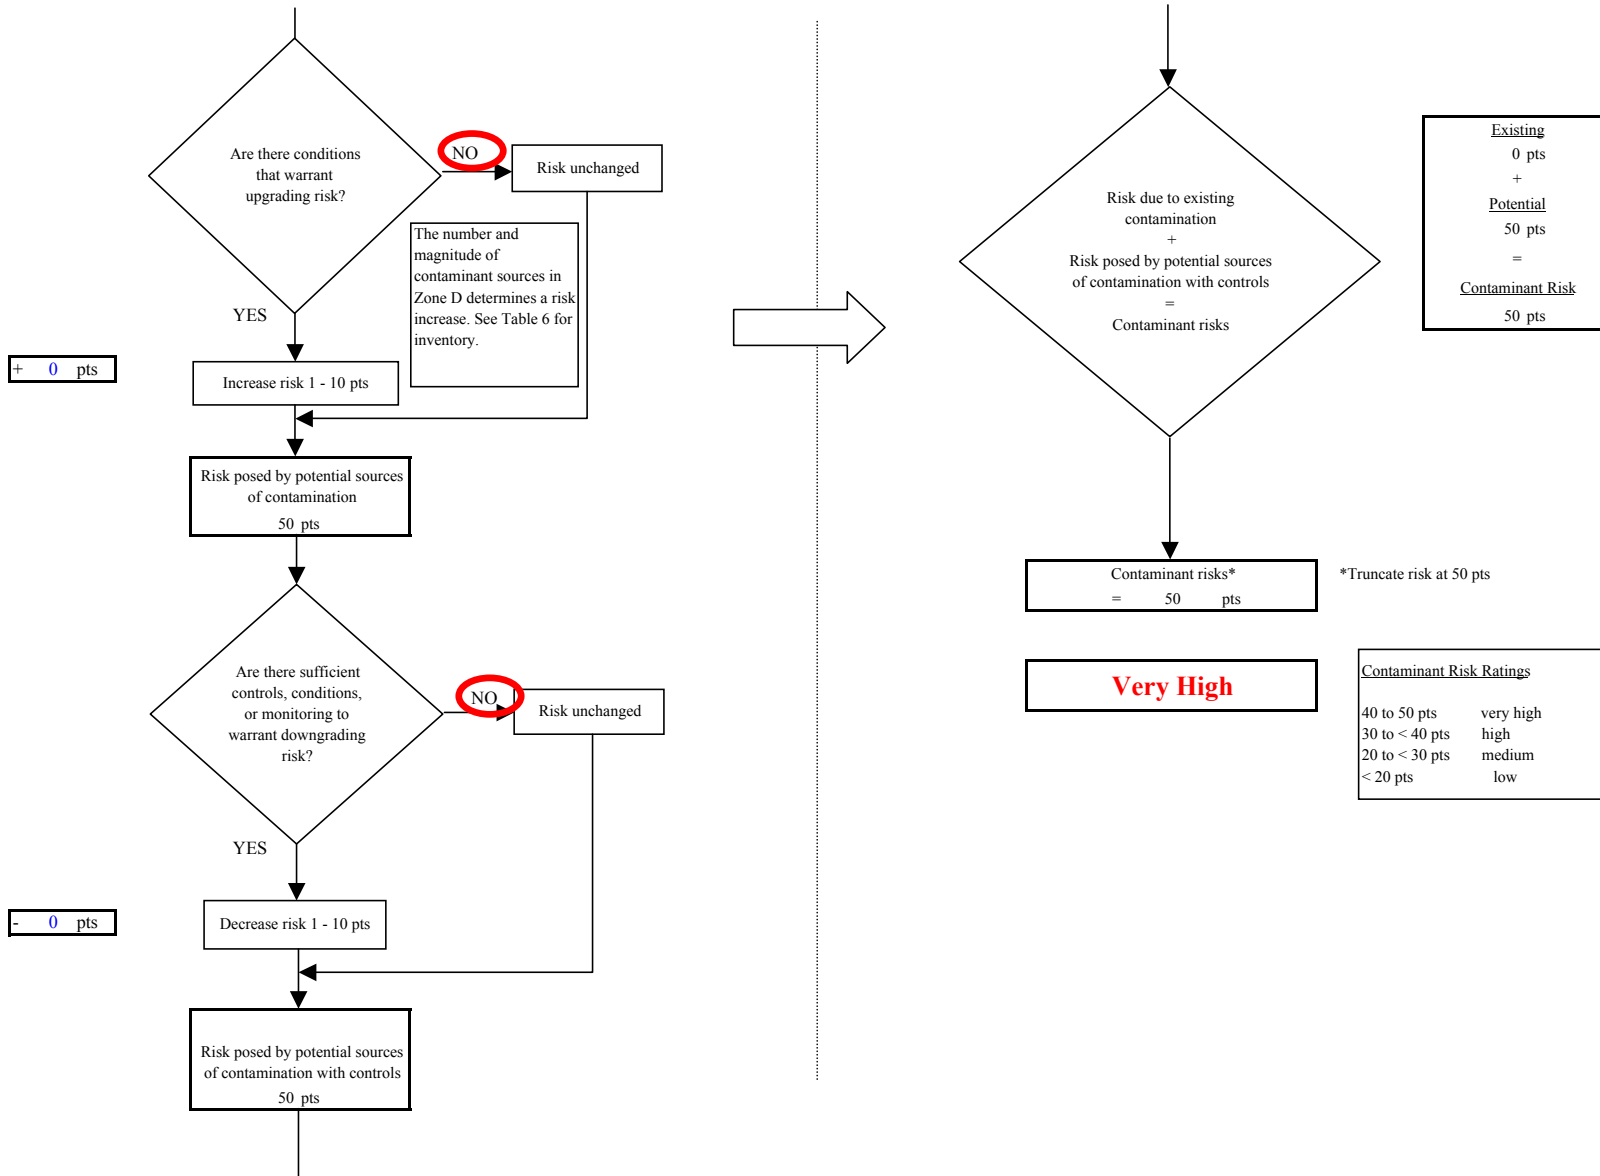 Are there conditions
that warrant
upgrading risk?
NO
Risk unchanged
The number and
magnitude of
contaminant sources in
Zone D determines a risk
increase. See Table 6 for
inventory.
YES
+ 0 pts
Increase risk 1 - 10 pts
Risk posed by potential sources
of contamination
50 pts
Are there sufficient
controls, conditions,
or monitoring to
warrant downgrading
risk?
NO
Risk unchanged
YES
- 0 pts
Decrease risk 1 - 10 pts
Risk posed by potential sources
of contamination with controls
50 pts
Risk due to existing
contamination
+
Risk posed by potential sources
of contamination with controls
=
Contaminant risks
Existing
0 pts
+
Potential
50 pts
=
Contaminant Risk
50 pts
Contaminant risks*
= 50 pts
*Truncate risk at 50 pts
Very High
Contaminant Risk Ratings
40 to 50 pts very high
30 to < 40 pts high
20 to < 30 pts medium
< 20 pts low